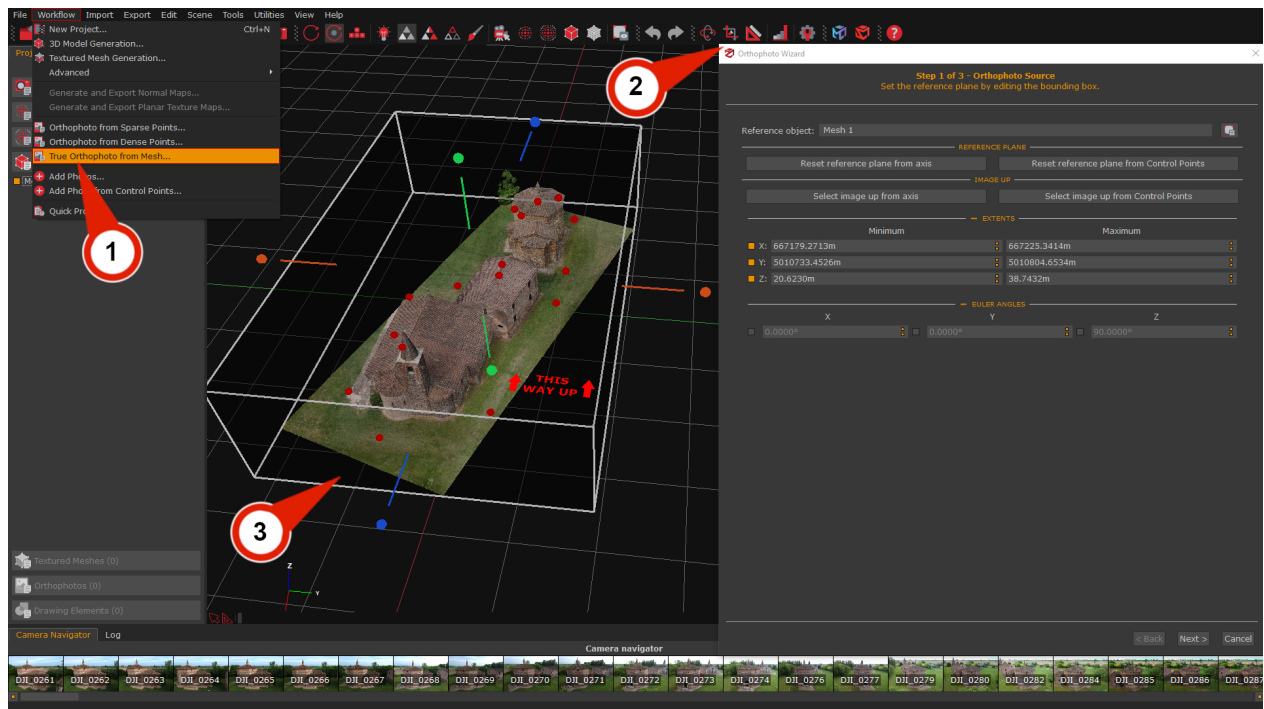 File Workflow Import Export Edit Scene Tools Utilities View Help
New Project... Ctrl+N
3D Model Generation...
Textured Mesh Generation...
Advanced
Generate and Export Normal Maps...
Generate and Export Planar Texture Maps...
Orthophoto from Sparse Points...
Orthophoto from Dense Points...
True Orthophoto from Mesh...
Add Photos...
Add Photo from Control Points...
1
2
3
THIS
WAY UP
Z
Y
Textured Meshes (0)
Orthophotos (0)
Drawing Elements (0)
Orthophoto Wizard
Step 1 of 3 - Orthophoto Source
Set the reference plane by editing the bounding box.
Reference object: Mesh 1
REFERENCE PLANE
Reset reference plane from axis Reset reference plane from Control Points
IMAGE UP
Select image up from axis Select image up from Control Points
EXTENTS
Minimum Maximum
X: 667179.2713m 667225.3414m
Y: 5010733.4526m 5010804.6534m
Z: 20.6230m 38.7432m
EULER ANGLES
X Y Z
0.0000° 0.0000° 90.0000°
< Back Next > Cancel
Camera Navigator Log
Camera navigator
DJI_0261 DJI_0262 DJI_0263 DJI_0264 DJI_0265 DJI_0266 DJI_0267 DJI_0268 DJI_0269 DJI_0270 DJI_0271 DJI_0272 DJI_0273 DJI_0274 DJI_0276 DJI_0277 DJI_0279 DJI_0280 DJI_0282 DJI_0284 DJI_0285 DJI_0286 DJI_0287